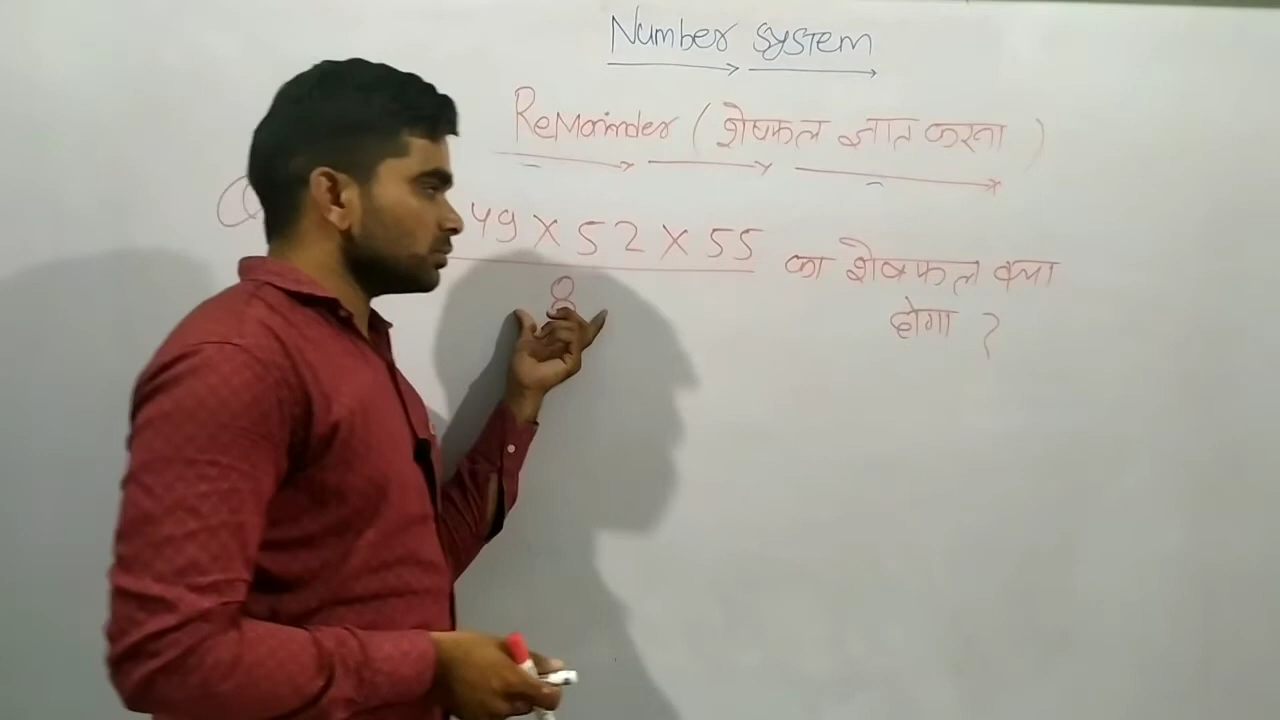 Number system
Remainder (शेषफल ज्ञात करना)
Q 49 × 52 × 55 का शेषफल क्या
8
होगा ?